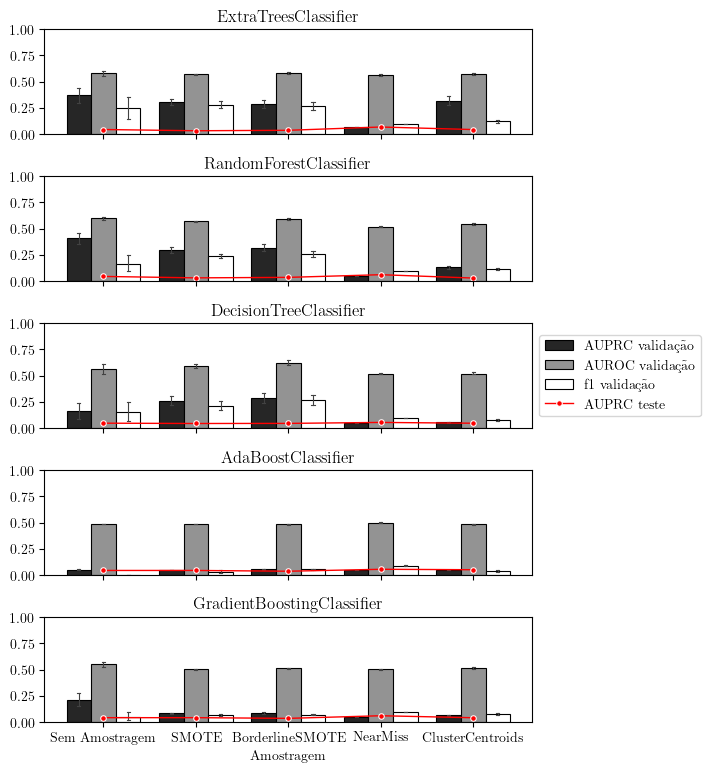 ExtraTreesClassifier
1.00
0.75
0.50
0.25
0.00
RandomForestClassifier
1.00
0.75
0.50
0.25
0.00
DecisionTreeClassifier
1.00
0.75
0.50
0.25
0.00
AUPRC validação
AUROC validação
f1 validação
AUPRC teste
AdaBoostClassifier
1.00
0.75
0.50
0.25
0.00
GradientBoostingClassifier
1.00
0.75
0.50
0.25
0.00
Sem Amostragem SMOTE BorderlineSMOTE NearMiss ClusterCentroids
Amostragem